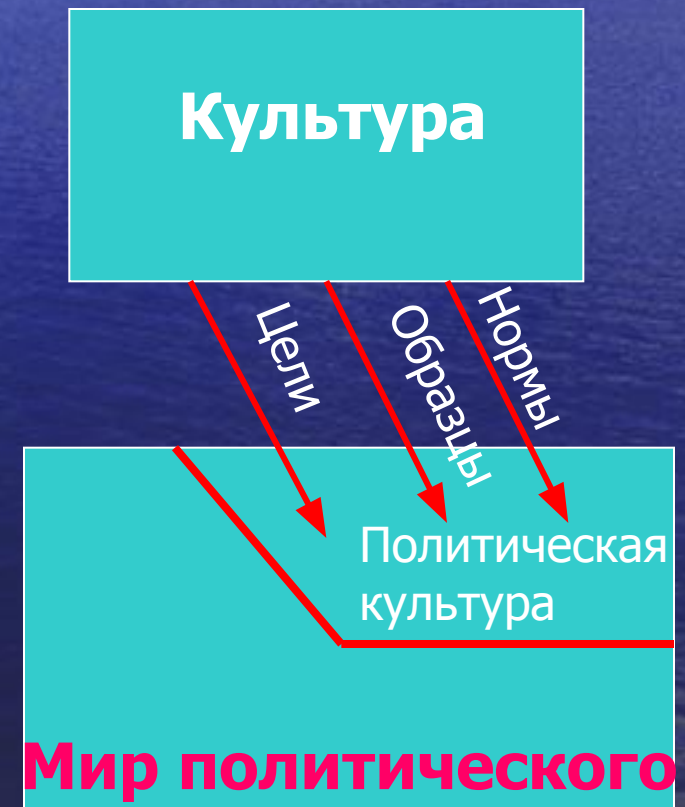 Культура
Цели
Образцы
Нормы
Политическая
культура
Мир политического